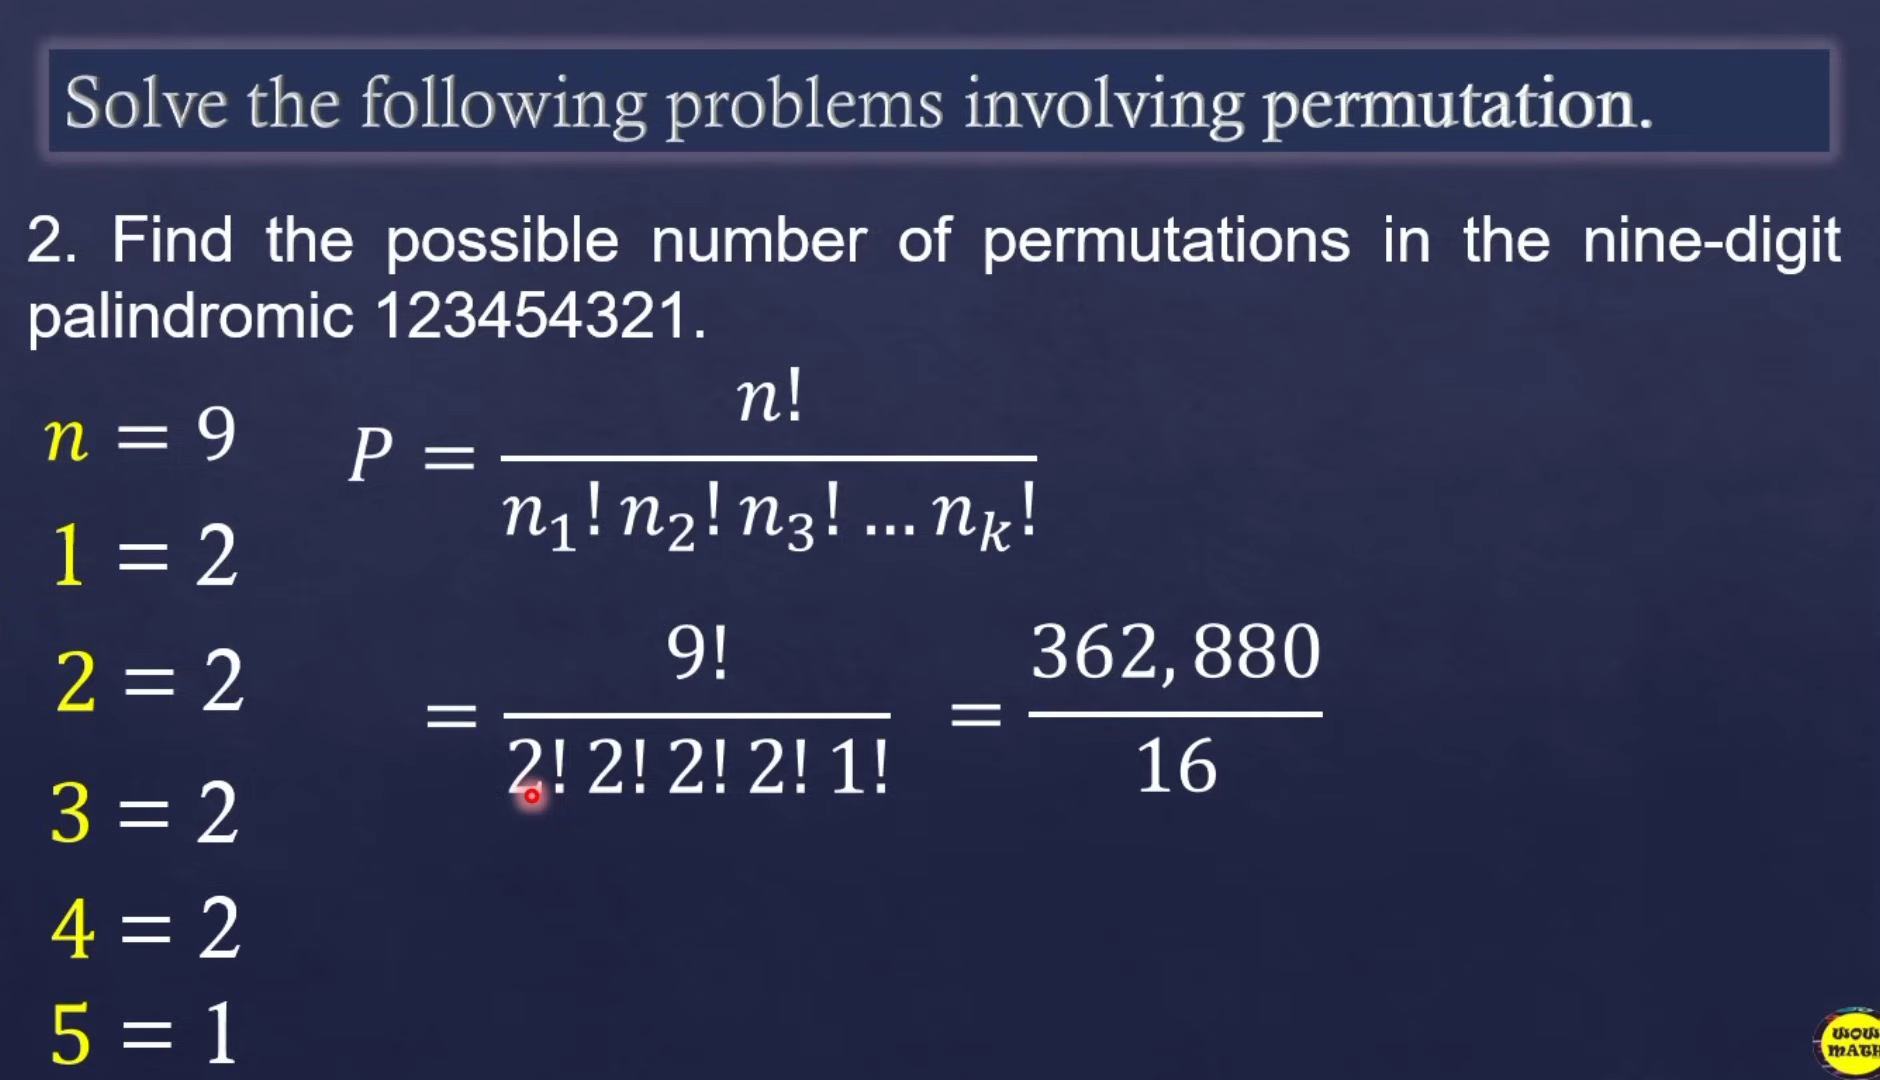 Solve the following problems involving permutation.
2. Find the possible number of permutations in the nine-digit
palindromic 123454321.
n = 9
P = n! / n₁! n₂! n₃! ... nₖ!
1 = 2
2 = 2
= 9! / 2! 2! 2! 2! 1! = 362,880 / 16
3 = 2
4 = 2
5 = 1
WOW
MATH